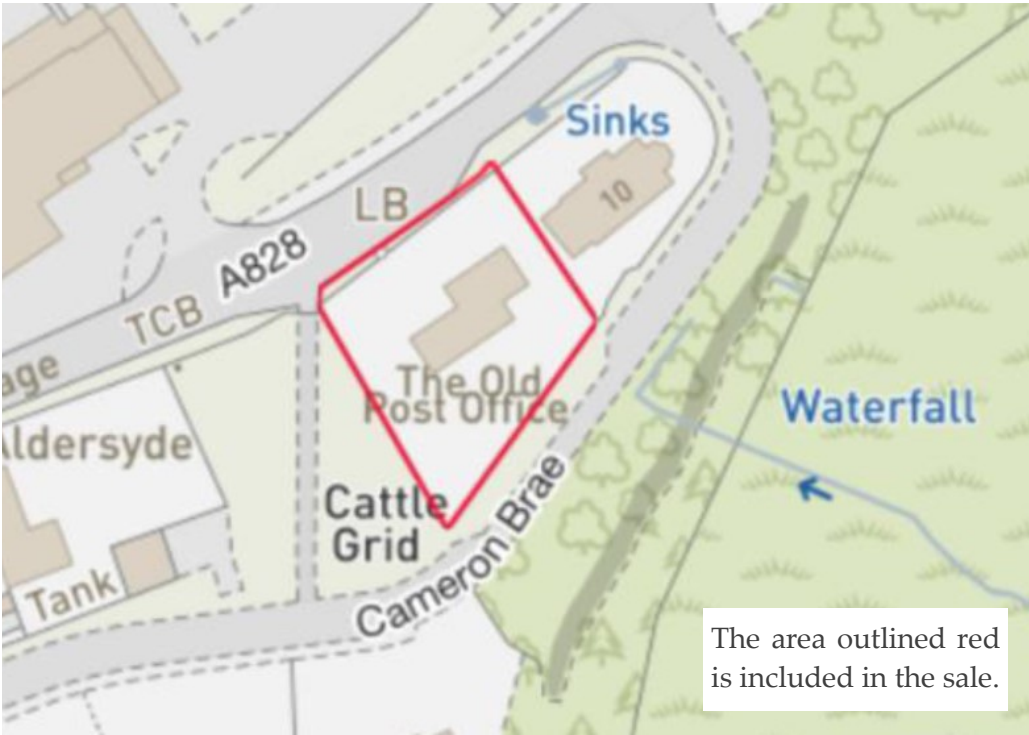 Sinks
10
LB
A828
TCB
The Old
Post Office
Waterfall
ldersyde
Cattle
Grid
Cameron Brae
Tank
The area outlined red
is included in the sale.